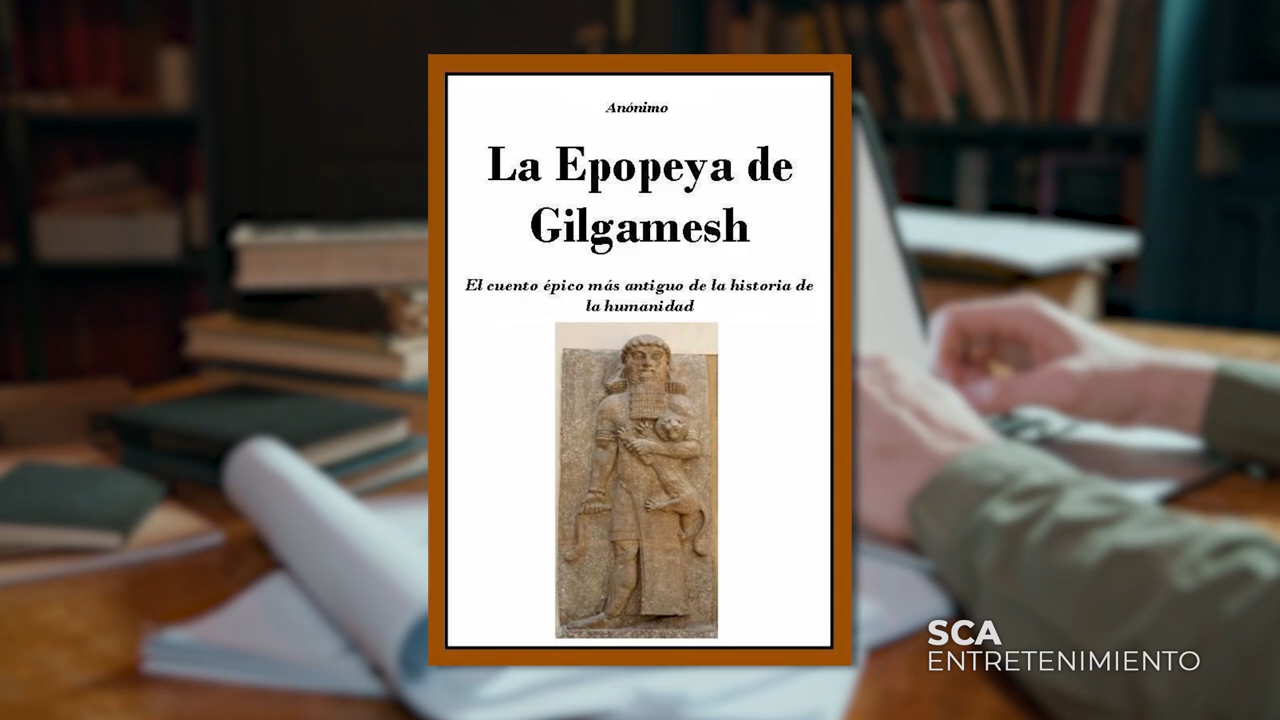 Anónimo
La Epopeya de
Gilgamesh
El cuento épico más antiguo de la historia de
la humanidad
SCA
ENTRETENIMIENTO